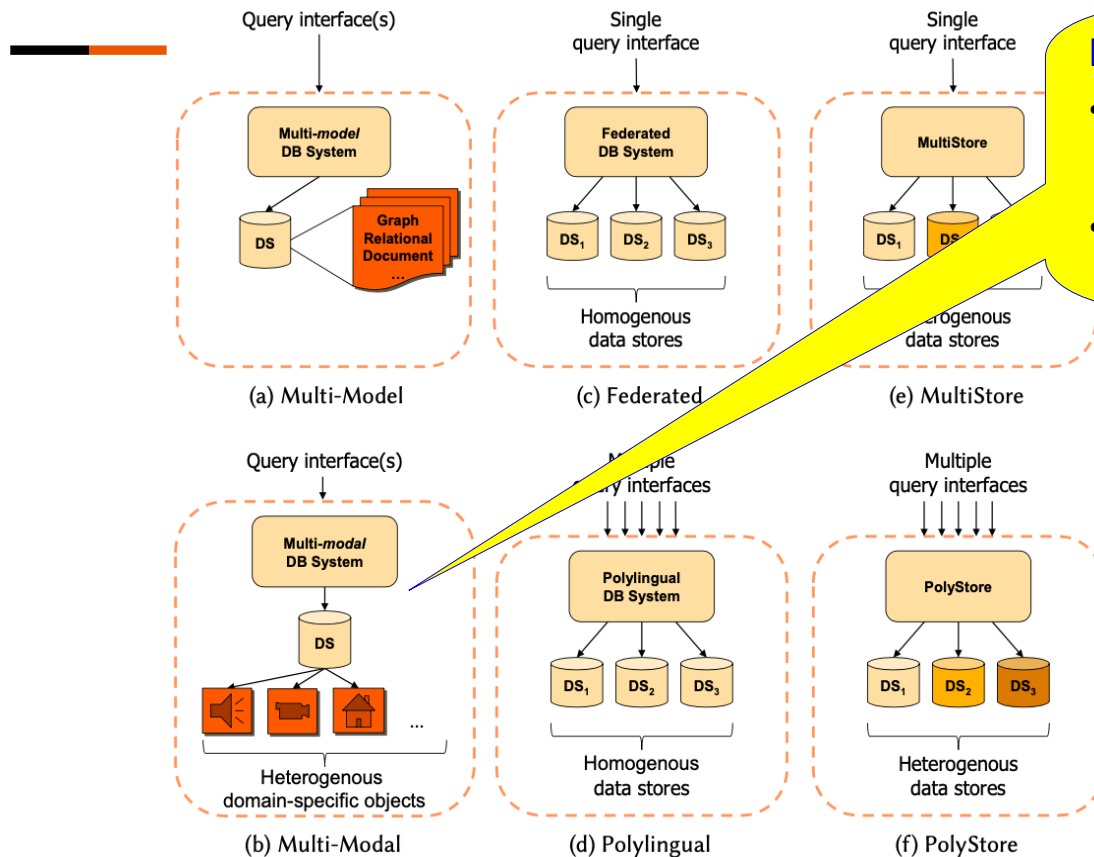 Query interface(s)
Multi-model
DB System
DS
Graph
Relational
Document
...
(a) Multi-Model
Single
query interface
Federated
DB System
DS1
DS2
DS3
Homogenous
data stores
(c) Federated
Single
query interface
MultiStore
DS1
DS
data stores
(e) MultiStore
•
•
Query interface(s)
Multi-modal
DB System
DS
...
Heterogenous
domain-specific objects
(b) Multi-Modal
interfaces
Polylingual
DB System
DS1
DS2
DS3
Homogenous
data stores
(d) Polylingual
Multiple
query interfaces
PolyStore
DS1
DS2
DS3
Heterogenous
data stores
(f) PolyStore